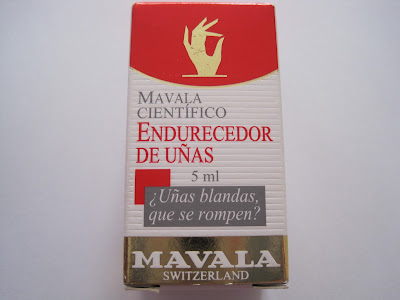 MAVALA
CIENTÍFICO
ENDURECEDOR
DE UÑAS
5 ml
¿Uñas blandas,
que se rompen?
MAVALA
SWITZERLAND